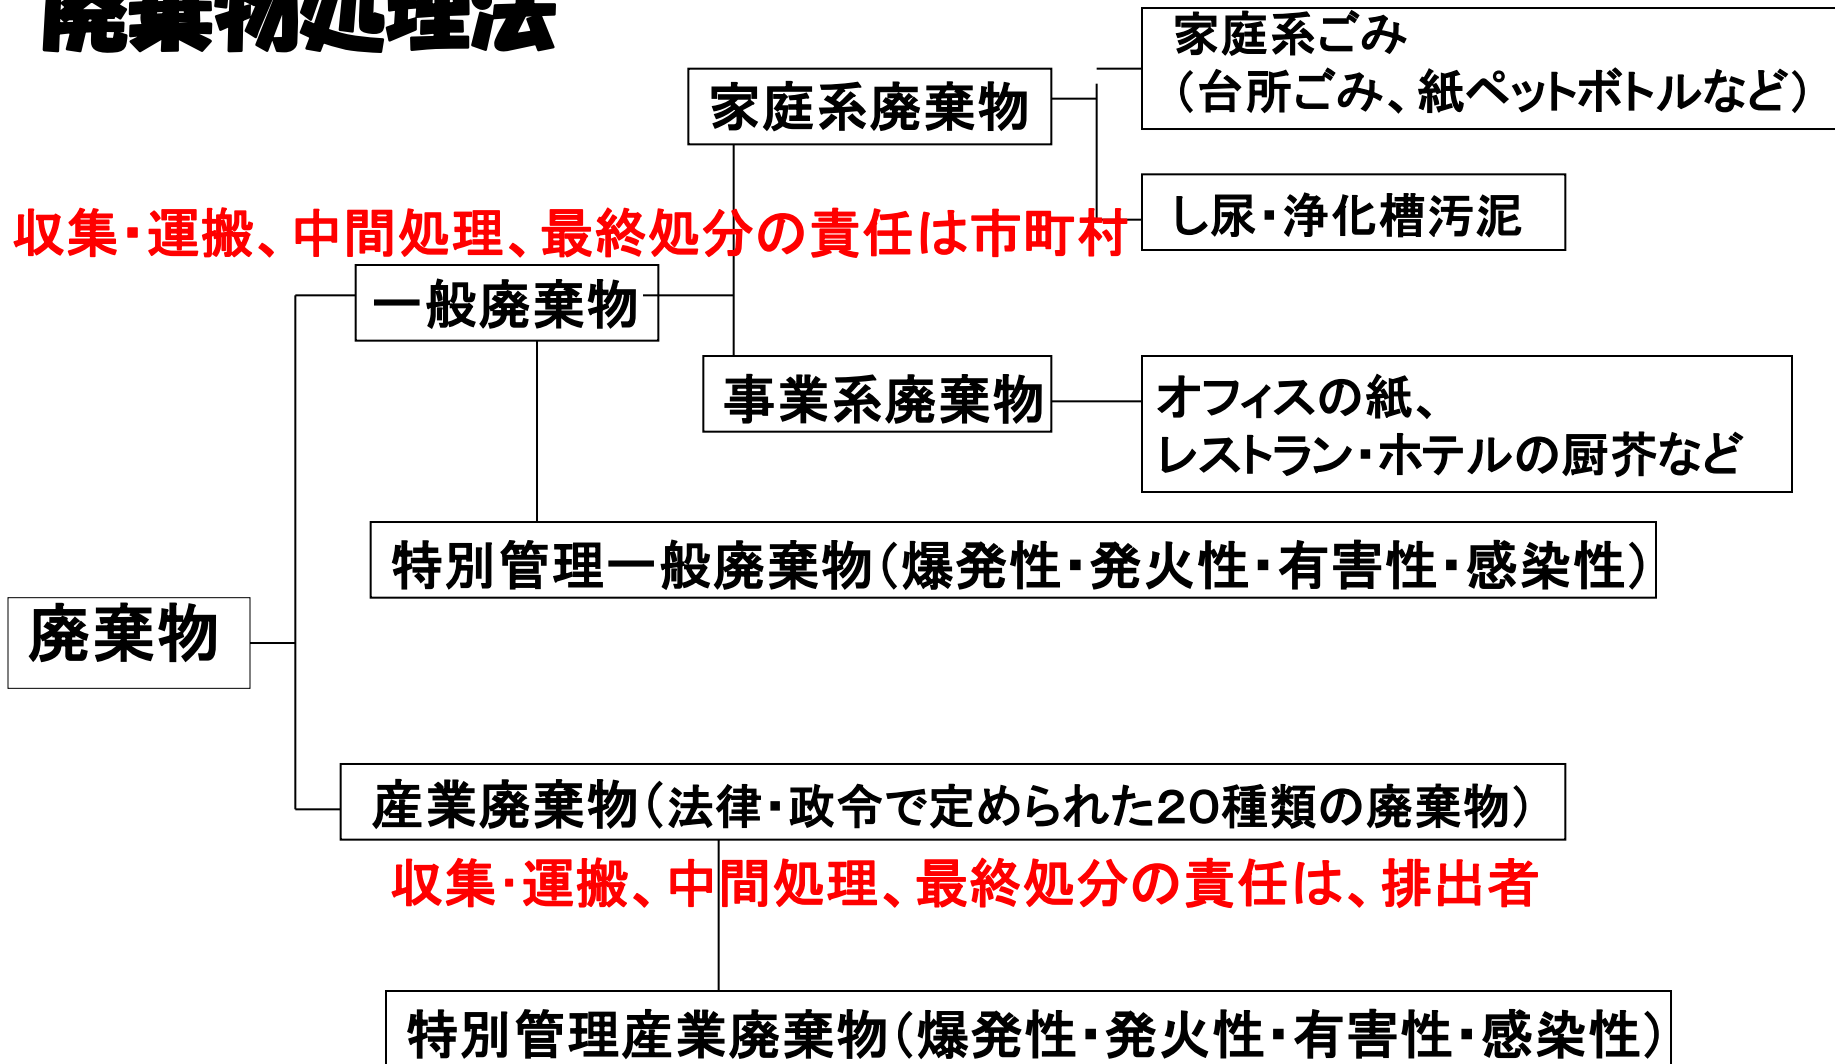 廃棄物処理法
家庭系ごみ
（台所ごみ、紙ペットボトルなど）
家庭系廃棄物
し尿・浄化槽汚泥
収集・運搬、中間処理、最終処分の責任は市町村
一般廃棄物
事業系廃棄物
オフィスの紙、
レストラン・ホテルの厨芥など
特別管理一般廃棄物（爆発性・発火性・有害性・感染性）
廃棄物
産業廃棄物（法律・政令で定められた２０種類の廃棄物）
収集・運搬、中間処理、最終処分の責任は、排出者
特別管理産業廃棄物（爆発性・発火性・有害性・感染性）